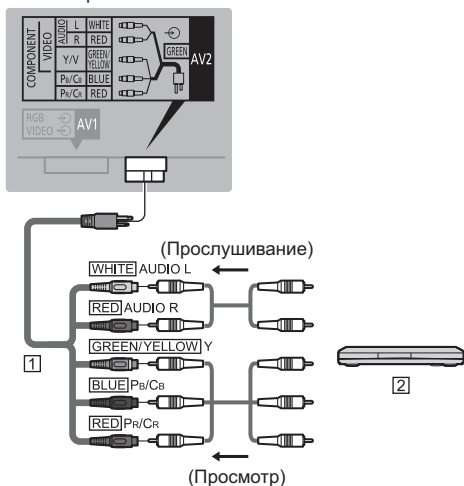 COMPONENT
VIDEO
AUDIO
L WHITE
R RED
Y/V GREEN/YELLOW
PB/CB BLUE
PR/CR RED
GREEN
AV2
RGB
VIDEO
AV1
(Прослушивание)
WHITE AUDIO L
RED AUDIO R
GREEN/YELLOW Y
BLUE PB/CB
RED PR/CR
1
2
(Просмотр)